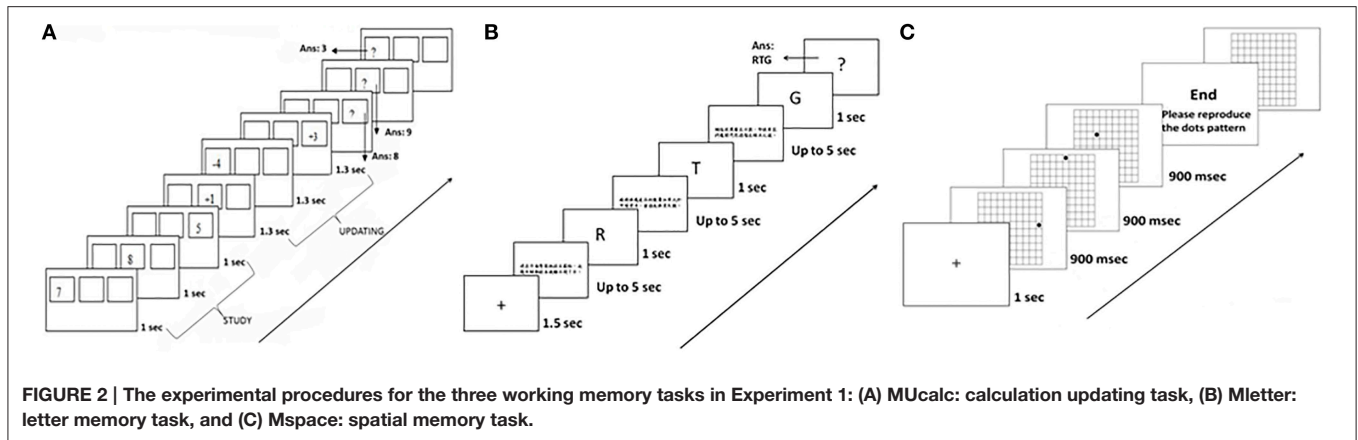 A
7
1 sec
8
1 sec
5
1 sec
STUDY
+1
1.3 sec
-4
1.3 sec
+3
1.3 sec
UPDATING
?
Ans: 8
?
Ans: 9
?
Ans: 3
B
+
1.5 sec
Up to 5 sec
R
1 sec
Up to 5 sec
T
1 sec
Up to 5 sec
G
1 sec
?
Ans:
RTG
C
+
1 sec
900 msec
900 msec
900 msec
End
Please reproduce
the dots pattern
FIGURE 2 | The experimental procedures for the three working memory tasks in Experiment 1: (A) MUcalc: calculation updating task, (B) Mletter:
letter memory task, and (C) Mspace: spatial memory task.